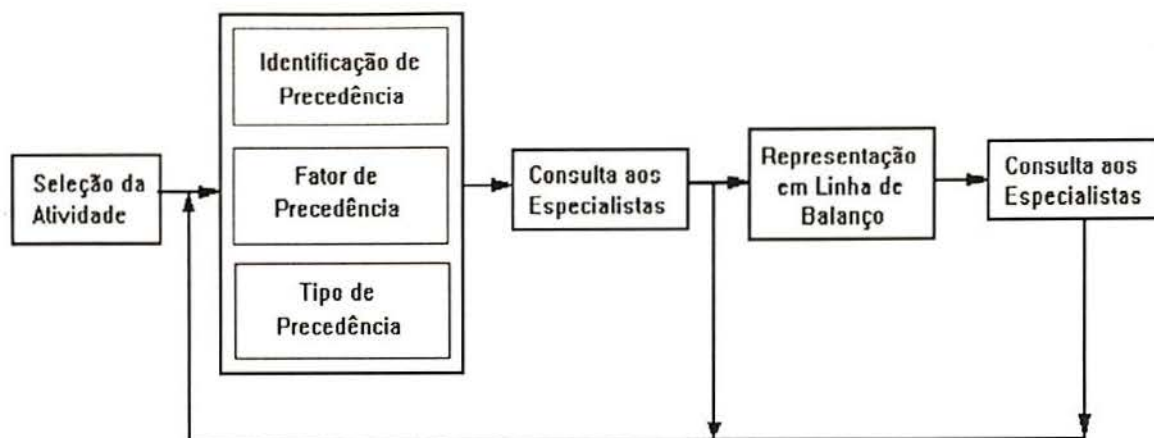 Seleção da
Atividade
Identificação de
Precedência
Fator de
Precedência
Tipo de
Precedência
Consulta aos
Especialistas
Representação
em Linha de
Balanço
Consulta aos
Especialistas